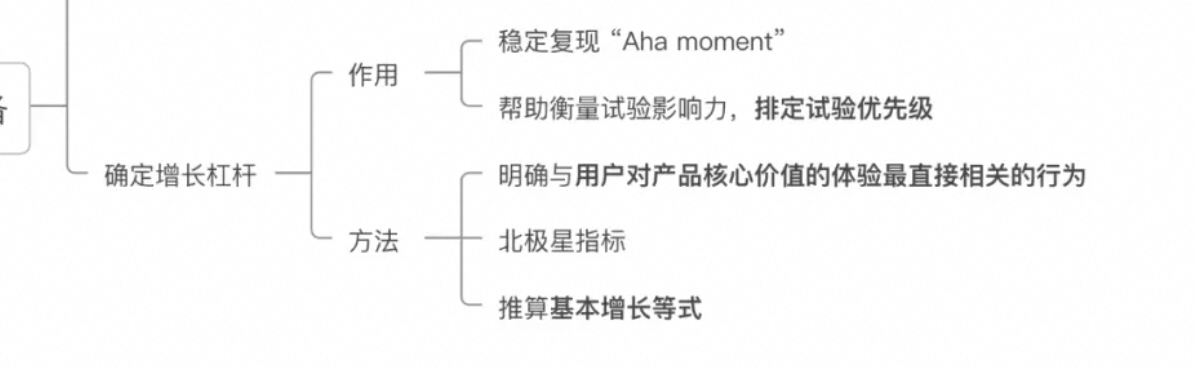 作用
稳定复现 “Aha moment”
帮助衡量试验影响力，排定试验优先级
确定增长杠杆
方法
明确与用户对产品核心价值的体验最直接相关的行为
北极星指标
推算基本增长等式